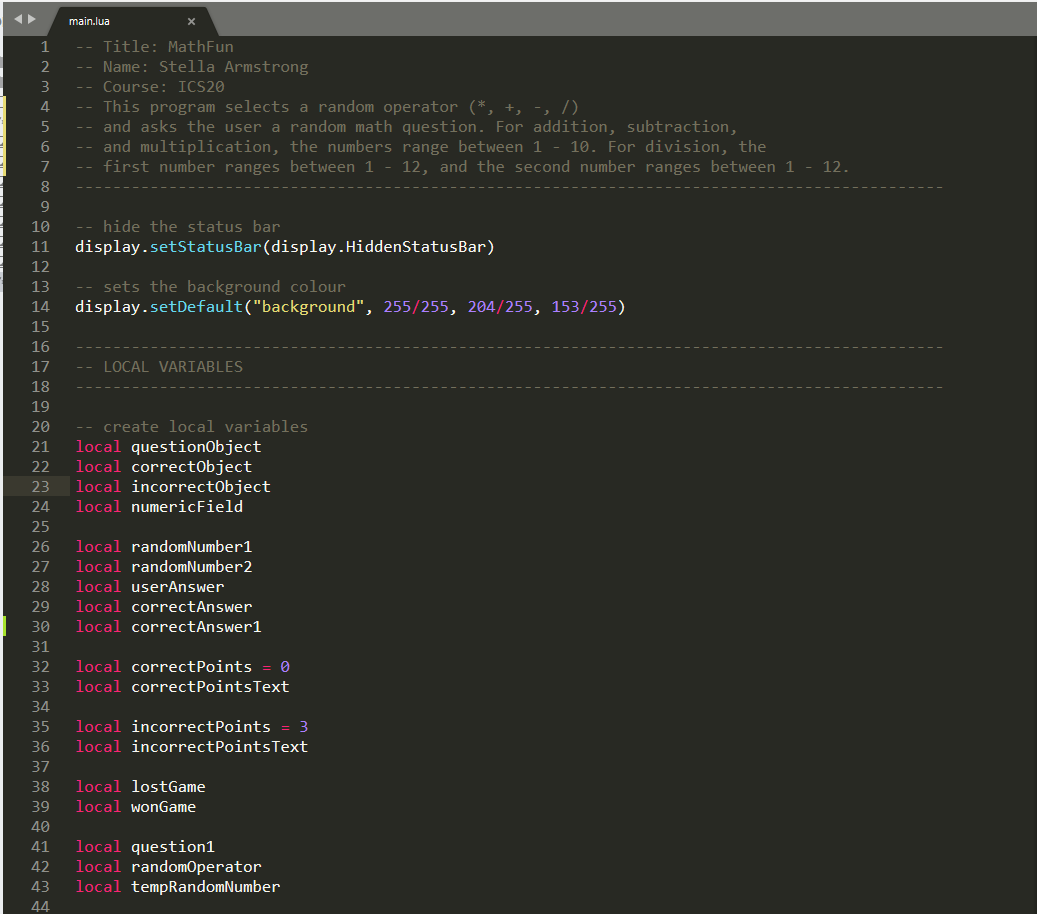 main.lua ×
1 -- Title: MathFun
2 -- Name: Stella Armstrong
3 -- Course: ICS20
4 -- This program selects a random operator (*, +, -, /)
5 -- and asks the user a random math question. For addition, subtraction,
6 -- and multiplication, the numbers range between 1 - 10. For division, the
7 -- first number ranges between 1 - 12, and the second number ranges between 1 - 12.
8 ---------------------------------------------------------------------------------------------
9
10 -- hide the status bar
11 display.setStatusBar(display.HiddenStatusBar)
12
13 -- sets the background colour
14 display.setDefault("background", 255/255, 204/255, 153/255)
15
16 ---------------------------------------------------------------------------------------------
17 -- LOCAL VARIABLES
18 ---------------------------------------------------------------------------------------------
19
20 -- create local variables
21 local questionObject
22 local correctObject
23 local incorrectObject
24 local numericField
25
26 local randomNumber1
27 local randomNumber2
28 local userAnswer
29 local correctAnswer
30 local correctAnswer1
31
32 local correctPoints = 0
33 local correctPointsText
34
35 local incorrectPoints = 3
36 local incorrectPointsText
37
38 local lostGame
39 local wonGame
40
41 local question1
42 local randomOperator
43 local tempRandomNumber
44